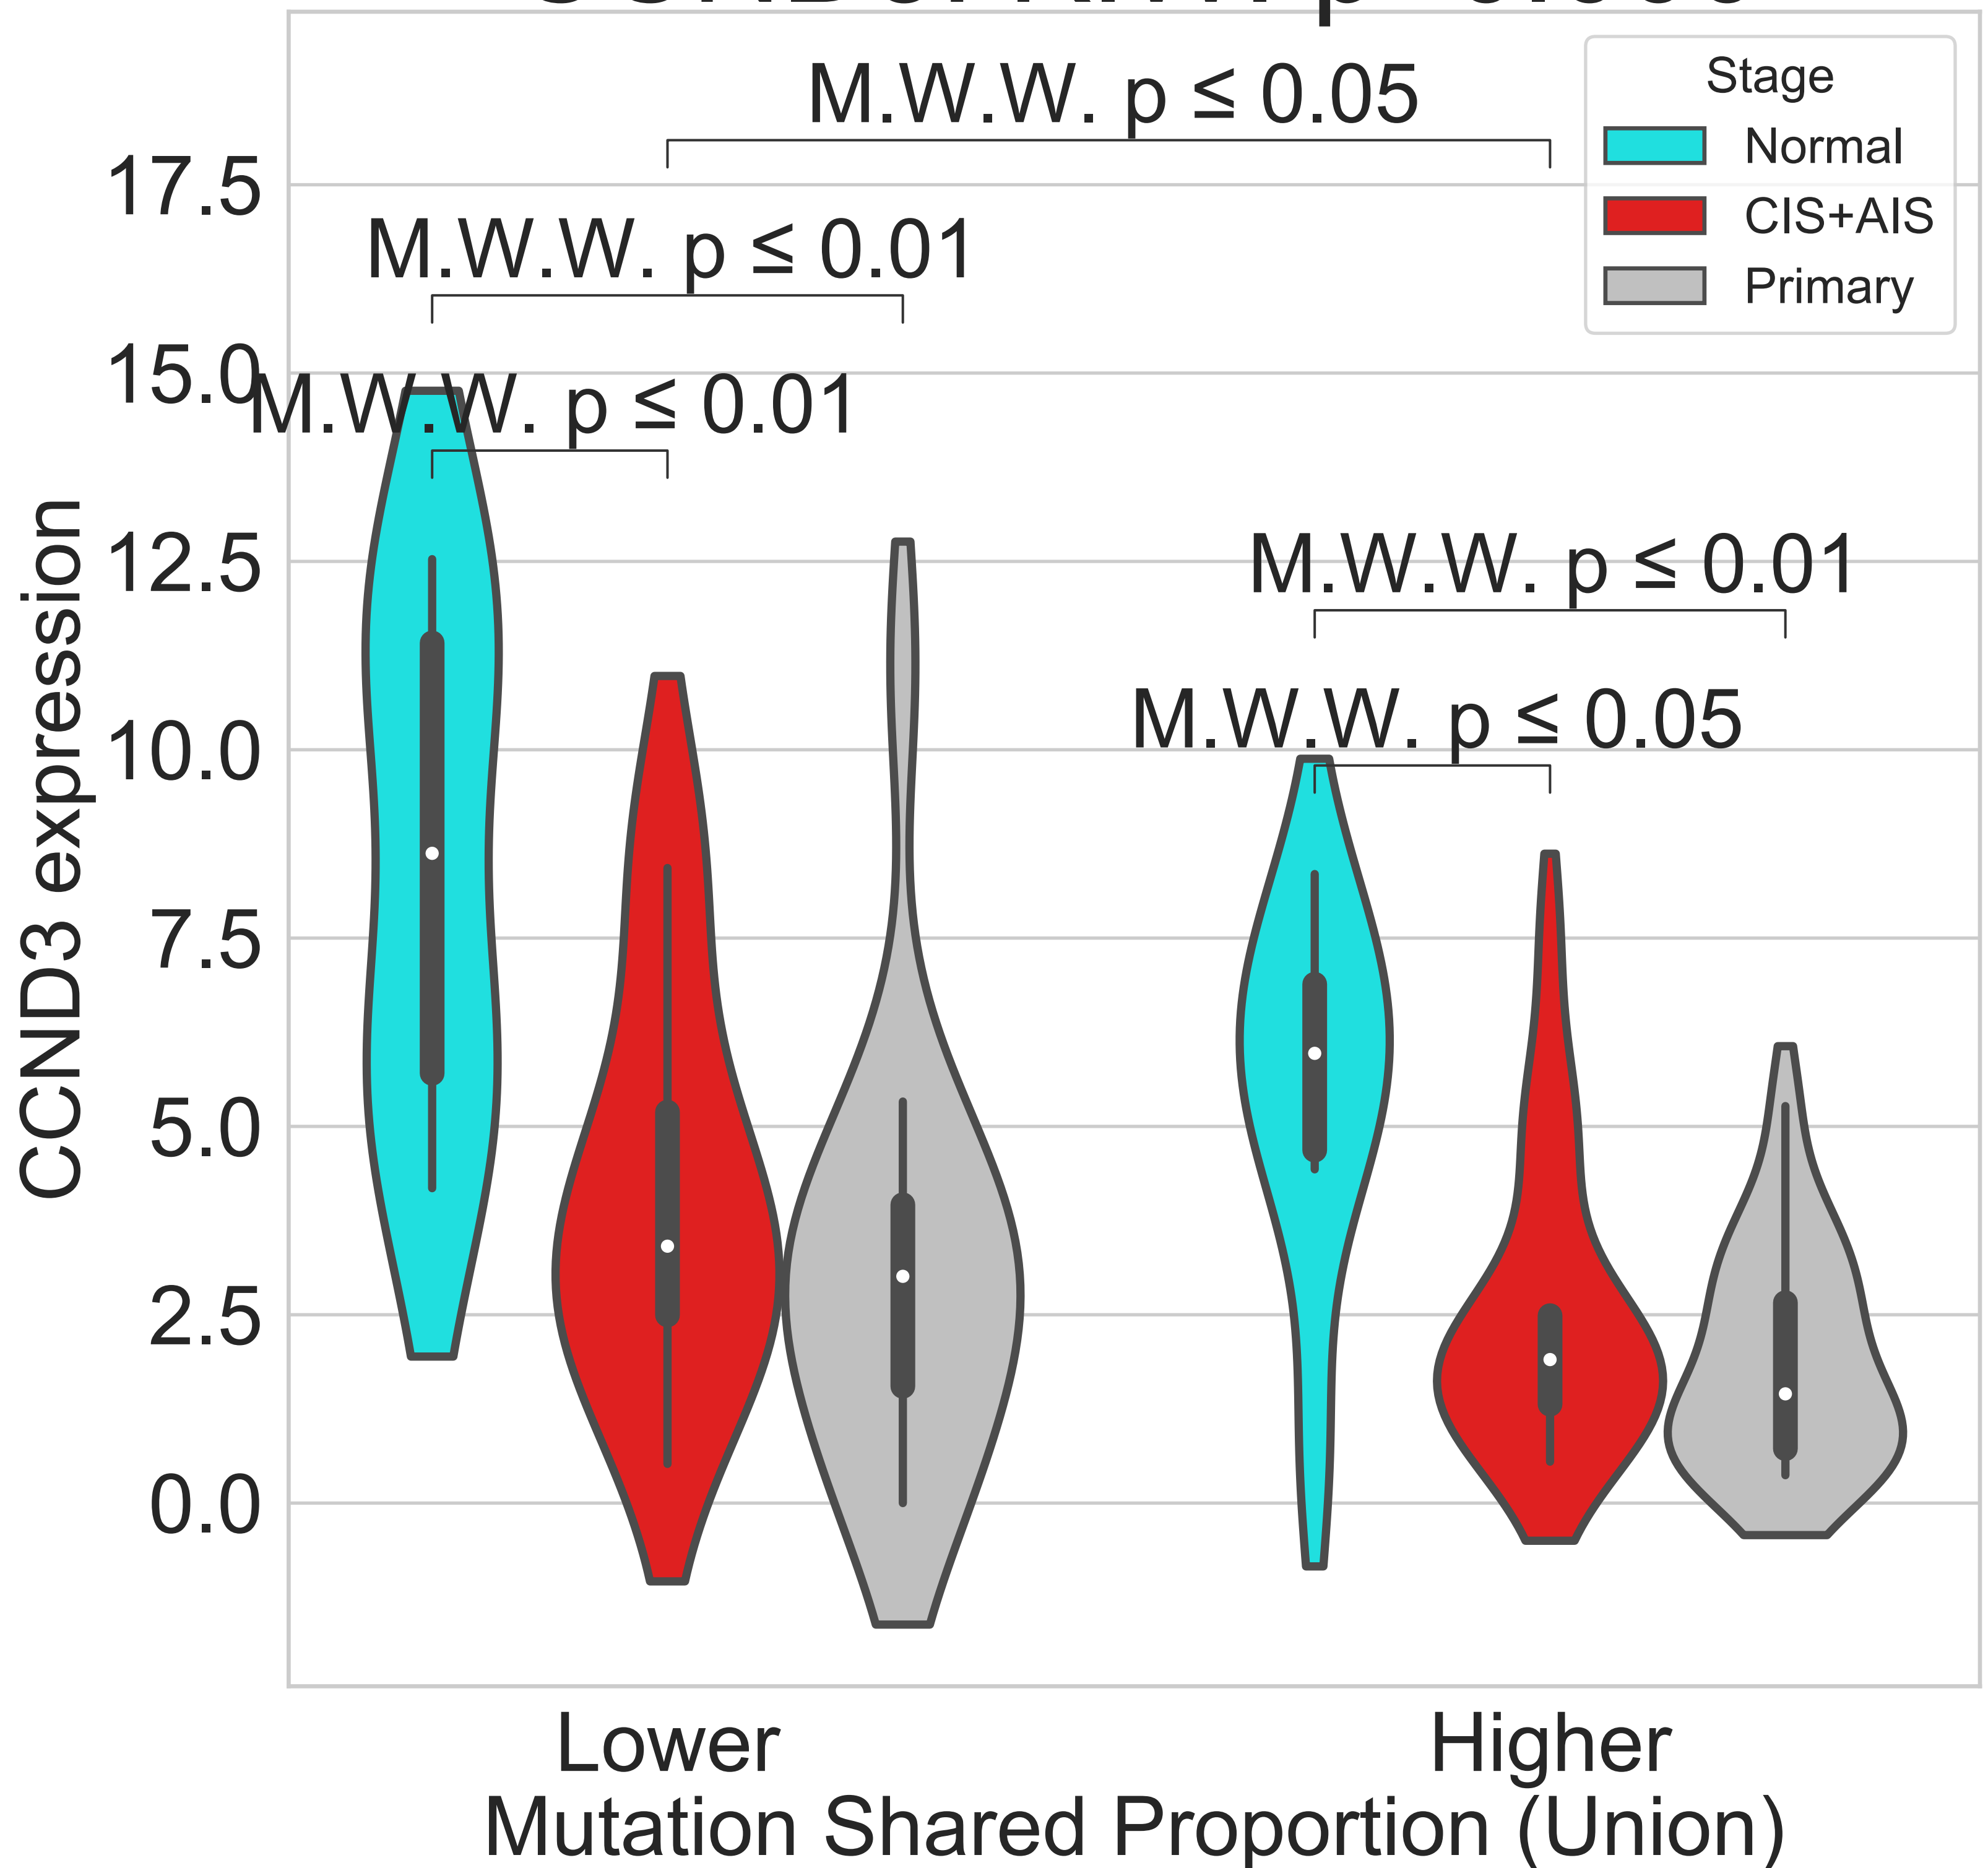 M.W.W. p ≤ 0.05
Stage
Normal
CIS+AIS
Primary
M.W.W. p ≤ 0.01
M.W.W. p ≤ 0.01
M.W.W. p ≤ 0.01
M.W.W. p ≤ 0.05
17.5
15.0
12.5
10.0
7.5
5.0
2.5
0.0
CCND3 expression
Lower
Higher
Mutation Shared Proportion (Union)